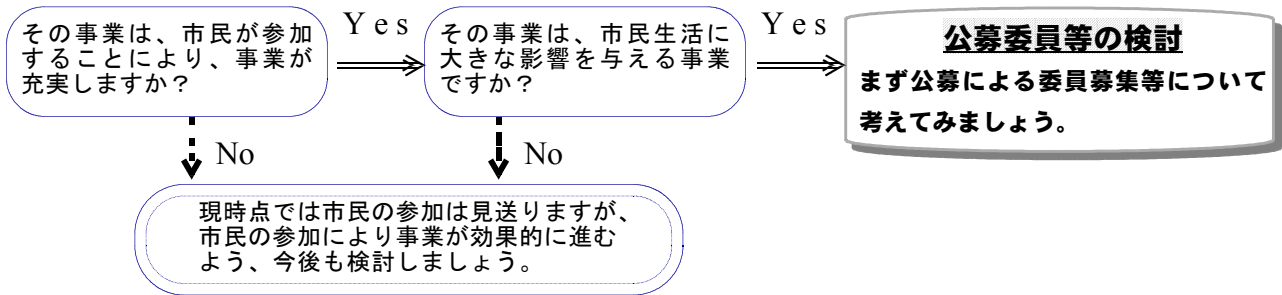 その事業は、市民が参加
することにより、事業が
充実しますか？
Yes
その事業は、市民生活に
大きな影響を与える事業
ですか？
Yes
公募委員等の検討
まず公募による委員募集等について
考えてみましょう。
No
No
現時点では市民の参加は見送りますが、
市民の参加により事業が効果的に進む
よう、今後も検討しましょう。